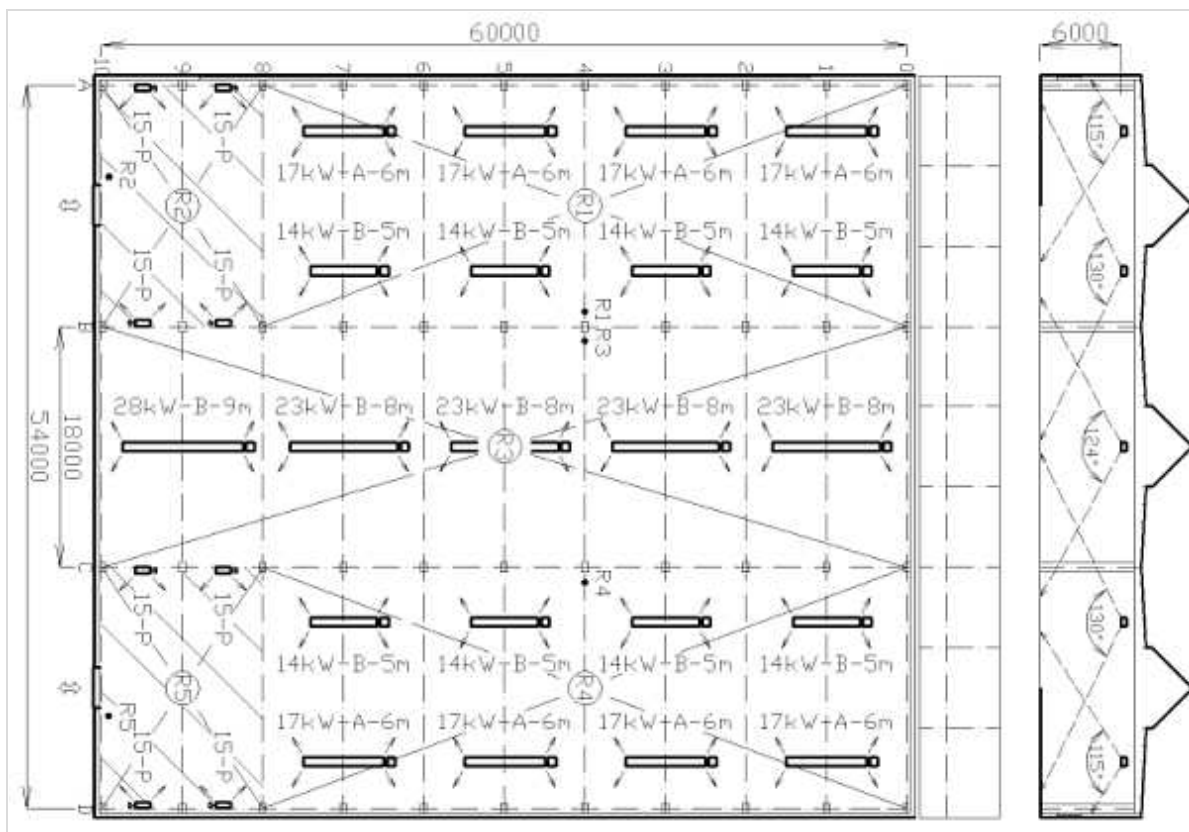 60000
6000
10 9 8 7 6 5 4 3 2 1 0
A
15-P 15-P
17kW-A-6m 17kW-A-6m 17kW-A-6m 17kW-A-6m
115°
R2
R2 R1
14kW-B-5m 14kW-B-5m 14kW-B-5m 14kW-B-5m
15-P 15-P
130°
R1
B
R3
28kW-B-9m 23kW-B-8m 23kW-B-8m 23kW-B-8m 23kW-B-8m
54000
18000
R3
124°
C
R4
15-P 15-P
130°
14kW-B-5m 14kW-B-5m 14kW-B-5m 14kW-B-5m
R5 R4
R5
17kW-A-6m 17kW-A-6m 17kW-A-6m 17kW-A-6m
15-P 15-P
115°
D